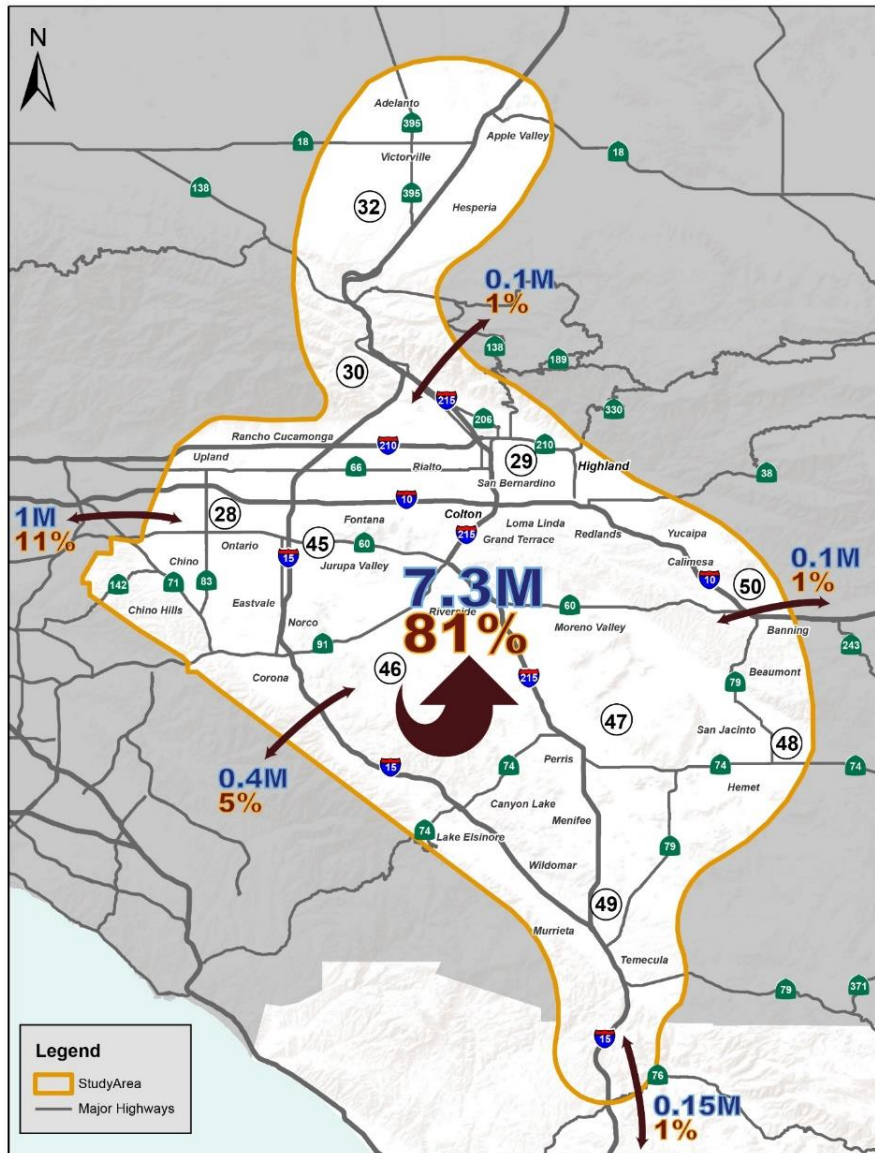 N
Adelanto
395
Apple Valley
18
18
Victorville
138
395
32
Hesperia
0.1M
1%
138
189
30
215
330
206
Rancho Cucamonga
210
210
Upland
66
Rialto
29
Highland
San Bernardino
38
10
1M
11%
28
Fontana
Colton
Loma Linda
Redlands
Yucaipa
Ontario
45
60
215
Grand Terrace
Calimesa
0.1M
1%
Chino
15
Jurupa Valley
10
50
142
71
83
7.3M
81%
Chino Hills
Eastvale
Riverside
60
Norco
Moreno Valley
Banning
91
243
Corona
46
215
79
Beaumont
47
San Jacinto
48
0.4M
5%
15
74
Perris
74
74
Hemet
Canyon Lake
Menifee
74
Lake Elsinore
79
Wildomar
49
Murrieta
Temecula
79
371
15
Legend
StudyArea
Major Highways
76
0.15M
1%